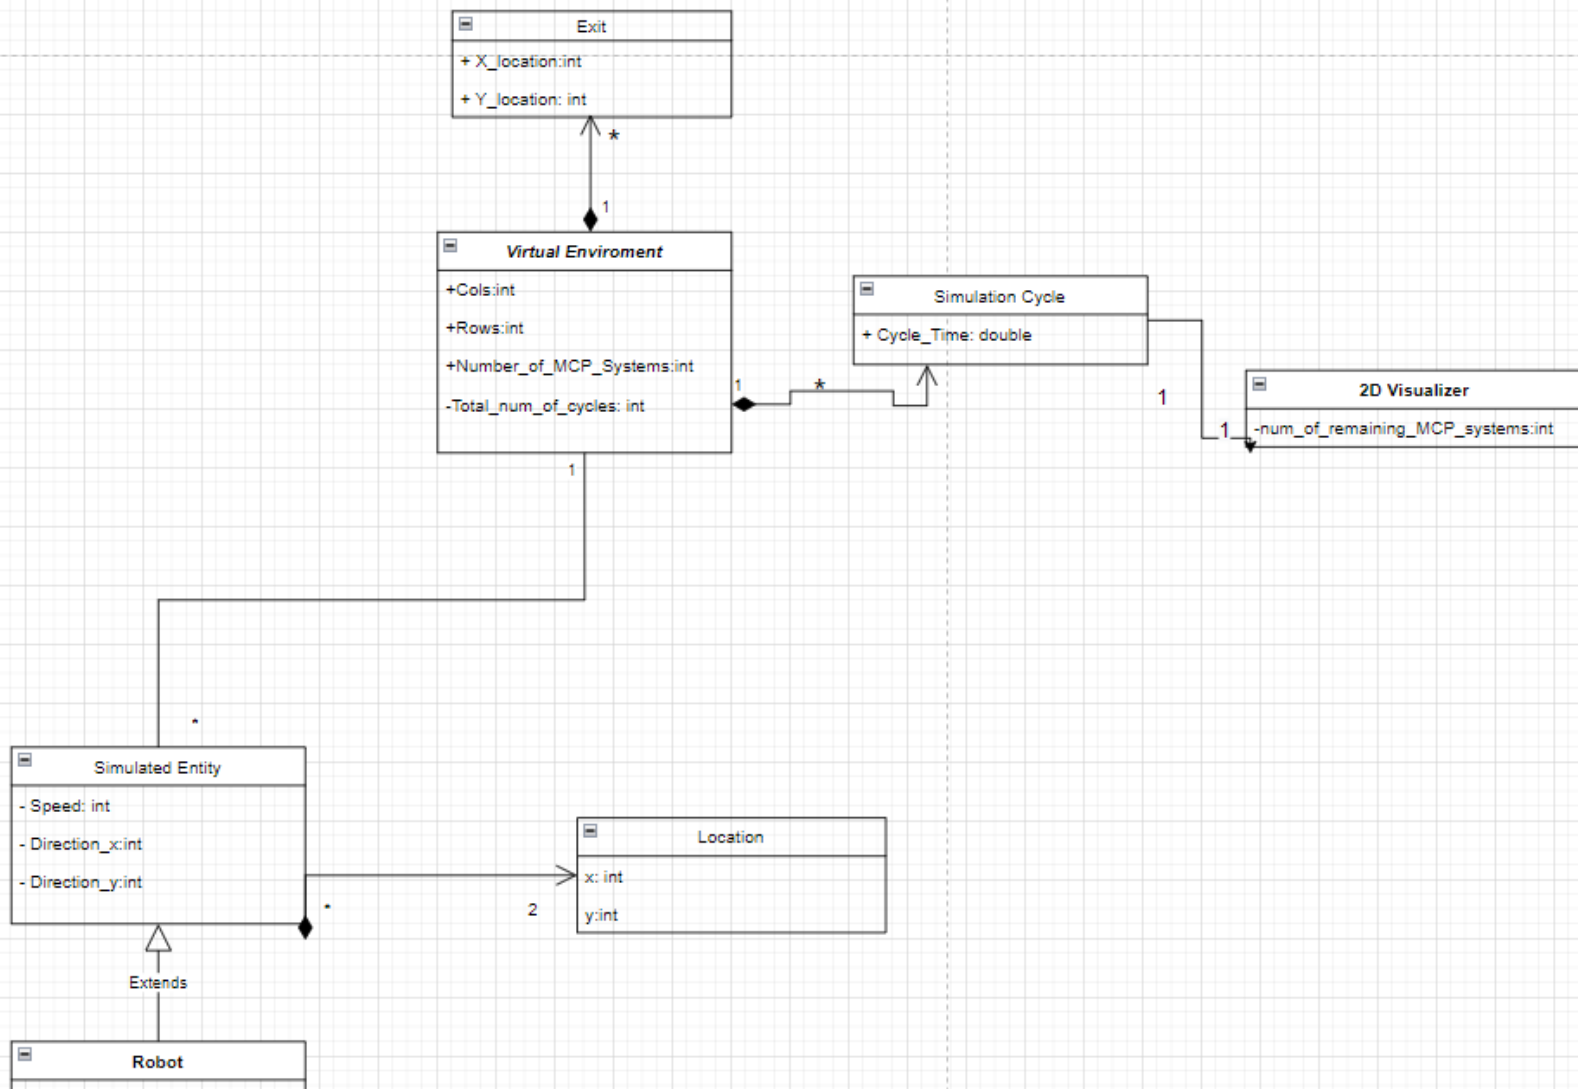 Exit
+ X_location:int
+ Y_location: int
*
1
Virtual Enviroment
+Cols:int
+Rows:int
+Number_of_MCP_Systems:int
-Total_num_of_cycles: int
1
*
Simulation Cycle
+ Cycle_Time: double
1
1
2D Visualizer
-num_of_remaining_MCP_systems:int
1
*
Simulated Entity
- Speed: int
- Direction_x:int
- Direction_y:int
*
2
Location
x: int
y:int
Extends
Robot